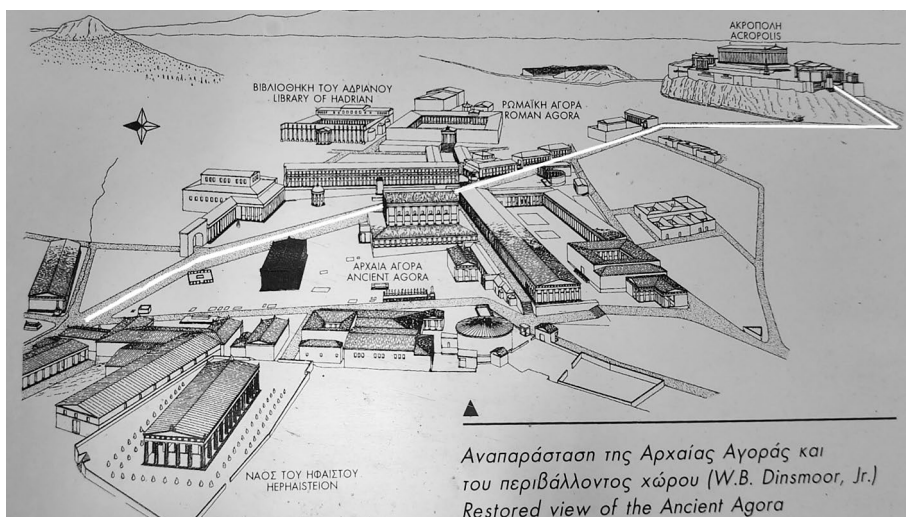 ΑΚΡΟΠΟΛΗ
ACROPOLIS
ΒΙΒΛΙΟΘΗΚΗ ΤΟΥ ΑΔΡΙΑΝΟΥ
LIBRARY OF HADRIAN
ΡΩΜΑΪΚΗ ΑΓΟΡΑ
ROMAN AGORA
ΑΡΧΑΙΑ ΑΓΟΡΑ
ANCIENT AGORA
ΝΑΟΣ ΤΟΥ ΗΦΑΙΣΤΟΥ
HEPHAISTEION
Αναπαράσταση της Αρχαίας Αγοράς και
του περιβάλλοντος χώρου (W.B. Dinsmoor, Jr.)
Restored view of the Ancient Agora